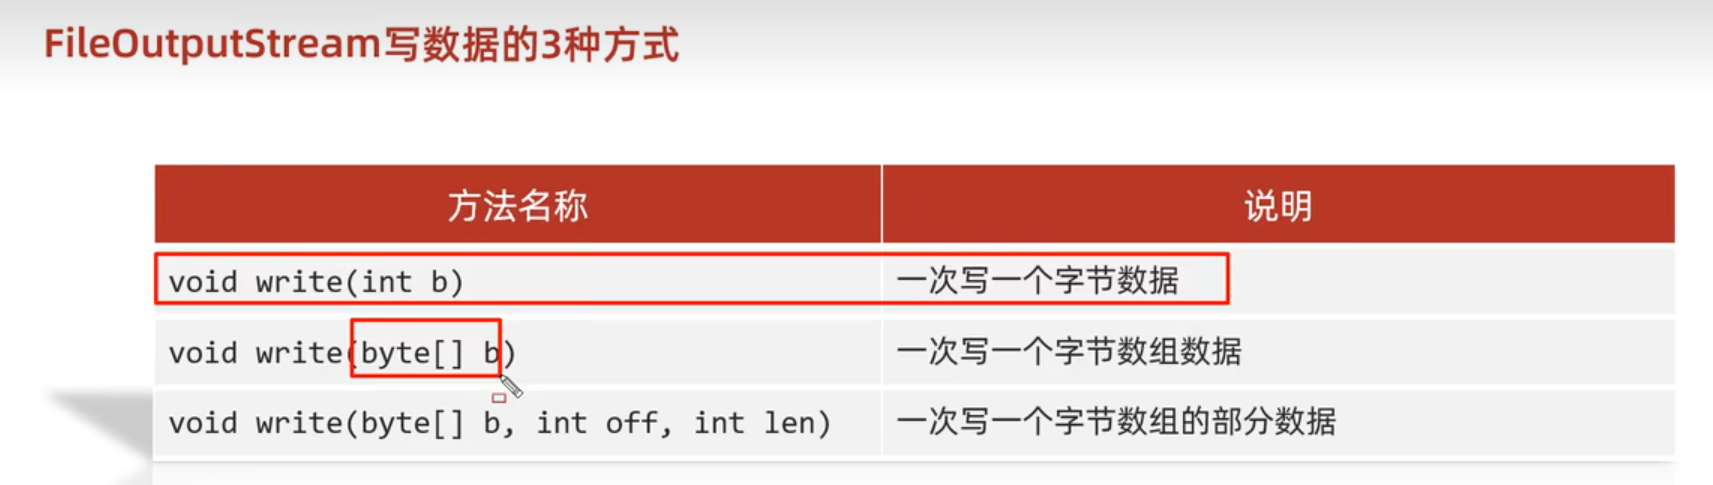 FileOutputStream写数据的3种方式
方法名称 说明
void write(int b) 一次写一个字节数据
void write(byte[] b) 一次写一个字节数组数据
void write(byte[] b, int off, int len) 一次写一个字节数组的部分数据